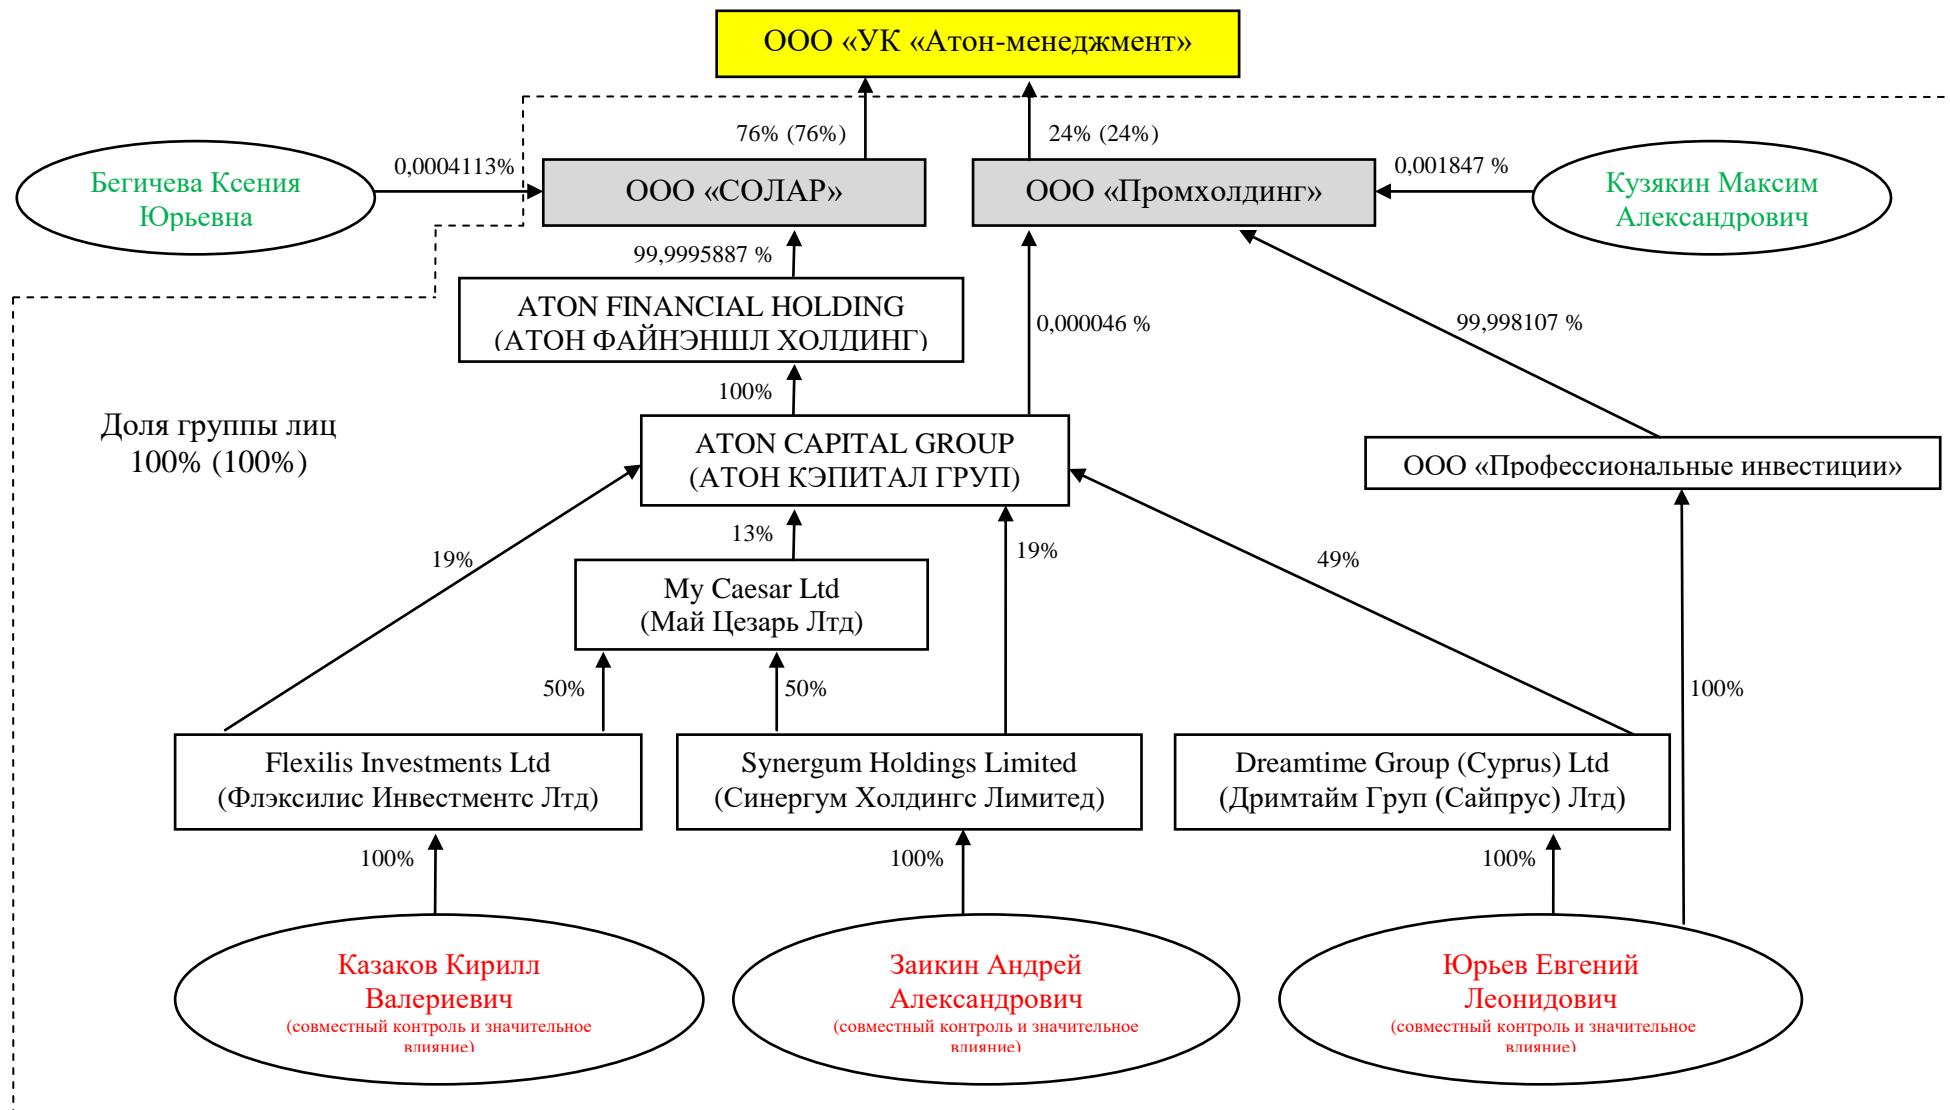 ООО «УК «Атон-менеджмент»
76% (76%)
24% (24%)
Бегичева Ксения
Юрьевна
0,0004113%
ООО «СОЛАР»
ООО «Промхолдинг»
0,001847 %
Кузякин Максим
Александрович
99,9995887 %
ATON FINANCIAL HOLDING
(АТОН ФАЙНЭНШЛ ХОЛДИНГ)
0,000046 %
99,998107 %
100%
Доля группы лиц
100% (100%)
ATON CAPITAL GROUP
(АТОН КЭПИТАЛ ГРУП)
ООО «Профессиональные инвестиции»
19%
13%
19%
49%
My Caesar Ltd
(Май Цезарь Лтд)
50%
50%
100%
Flexilis Investments Ltd
(Флэксилис Инвестментс Лтд)
Synergum Holdings Limited
(Синергум Холдингс Лимитед)
Dreamtime Group (Cyprus) Ltd
(Дримтайм Груп (Сайпрус) Лтд)
100%
100%
100%
Казаков Кирилл
Валериевич
(совместный контроль и значительное
влияние)
Заикин Андрей
Александрович
(совместный контроль и значительное
влияние)
Юрьев Евгений
Леонидович
(совместный контроль и значительное
влияние)